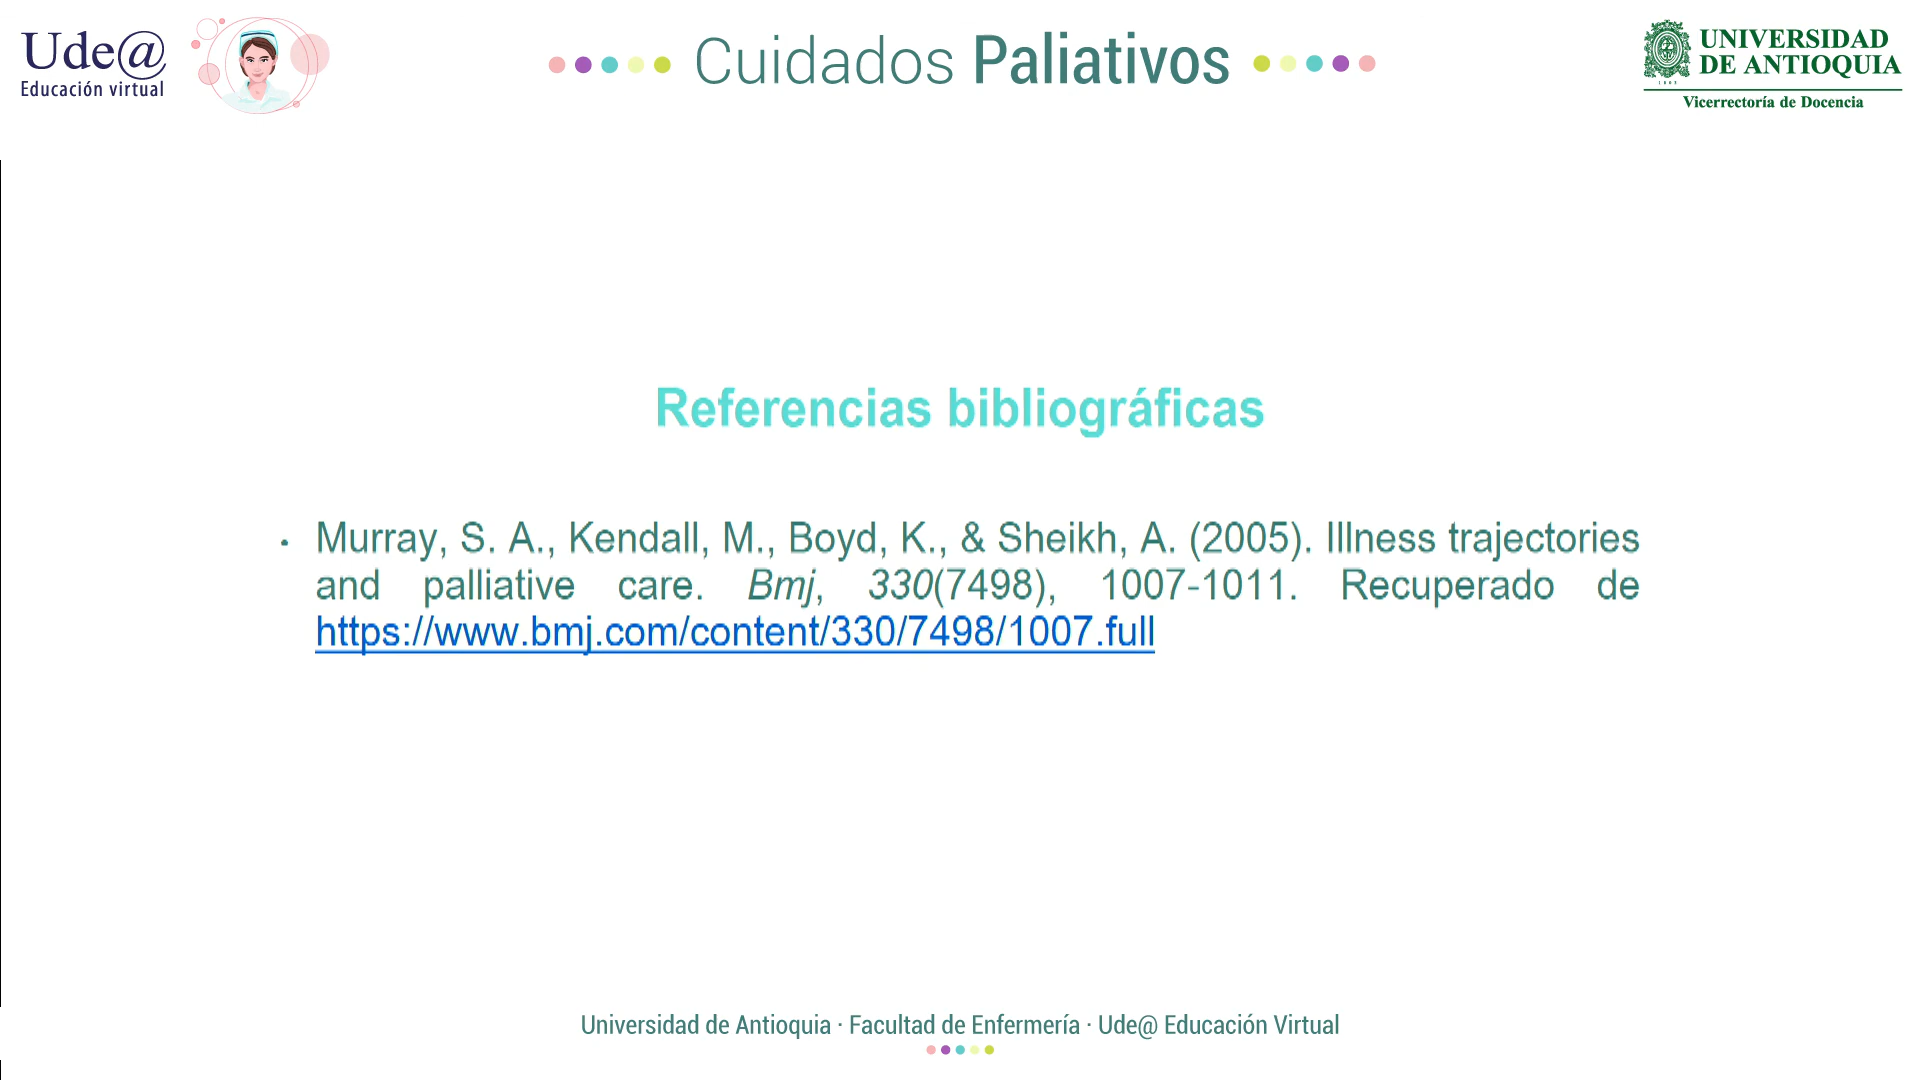 Ude@
Educación virtual
Cuidados Paliativos
UNIVERSIDAD
DE ANTIOQUIA
1803
Vicerrectoría de Docencia
Referencias bibliográficas
• Murray, S. A., Kendall, M., Boyd, K., & Sheikh, A. (2005). Illness trajectories
and palliative care. Bmj, 330(7498), 1007-1011. Recuperado de
https://www.bmj.com/content/330/7498/1007.full
Universidad de Antioquia · Facultad de Enfermería · Ude@ Educación Virtual